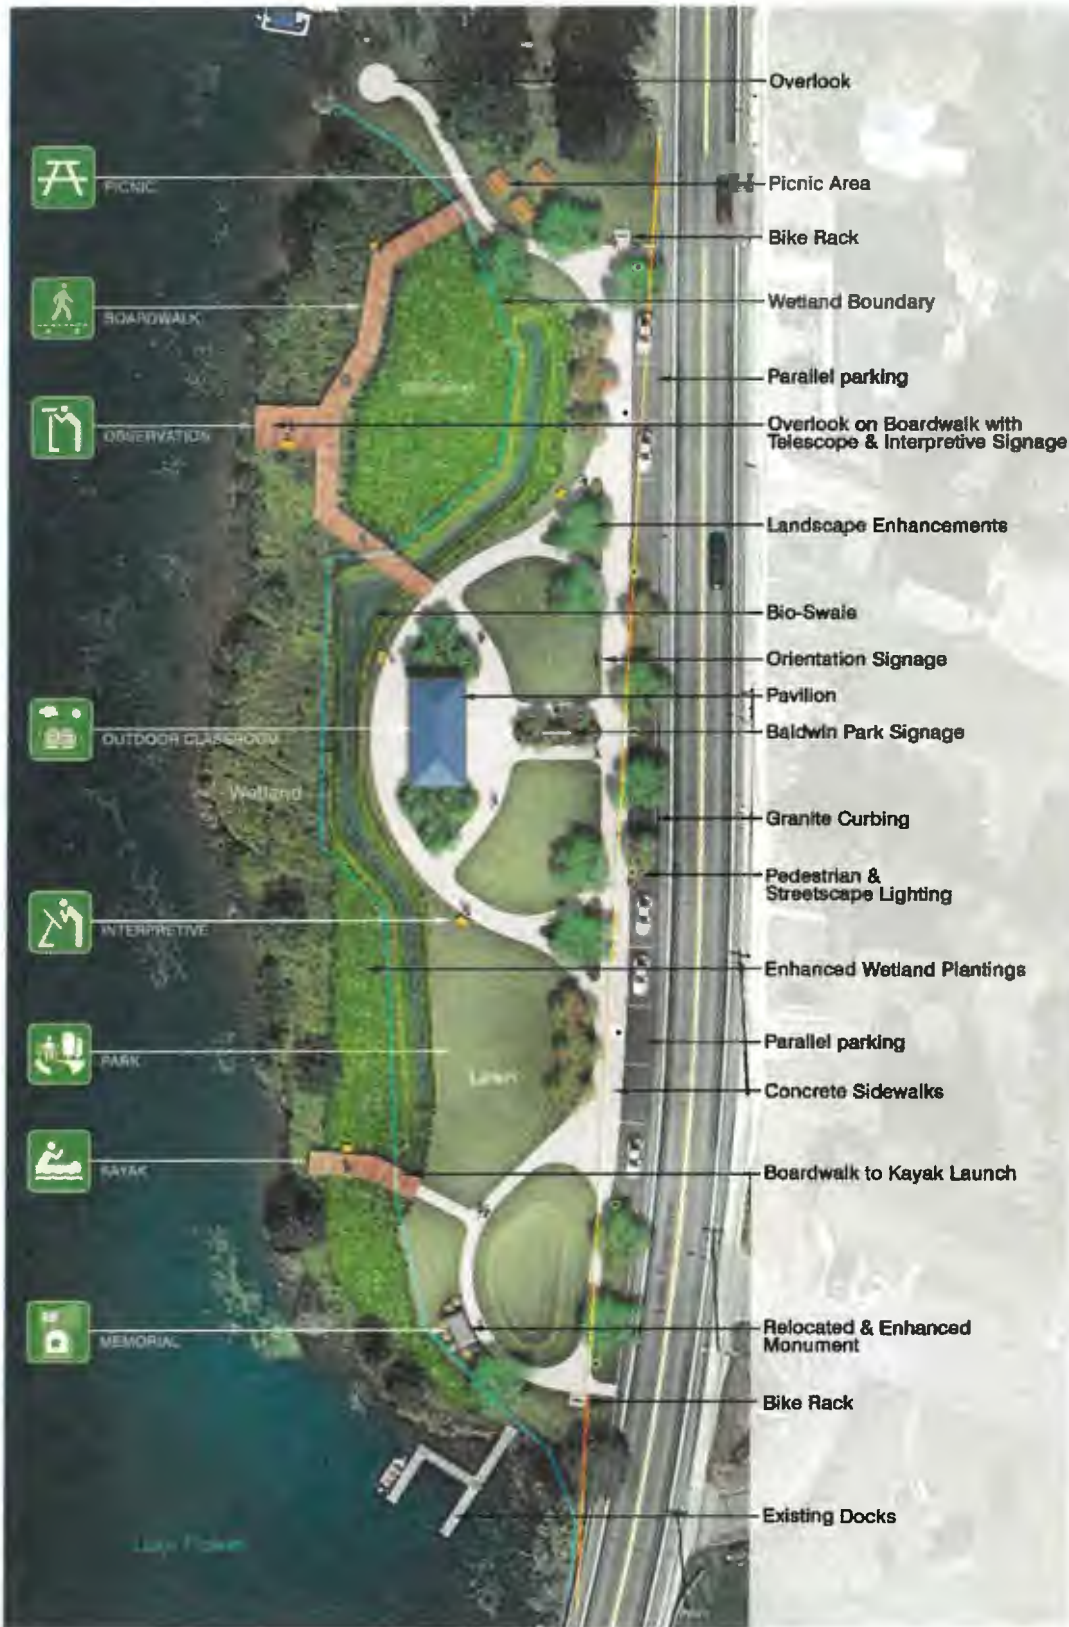 Overlook
PICNIC
Picnic Area
Bike Rack
Wetland Boundary
BOARDWALK
Parallel parking
OBSERVATION
Overlook on Boardwalk with
Telescope & Interpretive Signage
Landscape Enhancements
Bio-Swale
Orientation Signage
Pavilion
OUTDOOR CLASSROOM
Baldwin Park Signage
Wetland
Granite Curbing
Pedestrian &
Streetscape Lighting
INTERPRETIVE
Enhanced Wetland Plantings
Parallel parking
PARK
Lawn
Concrete Sidewalks
KAYAK
Boardwalk to Kayak Launch
MEMORIAL
Relocated & Enhanced
Monument
Bike Rack
Existing Docks